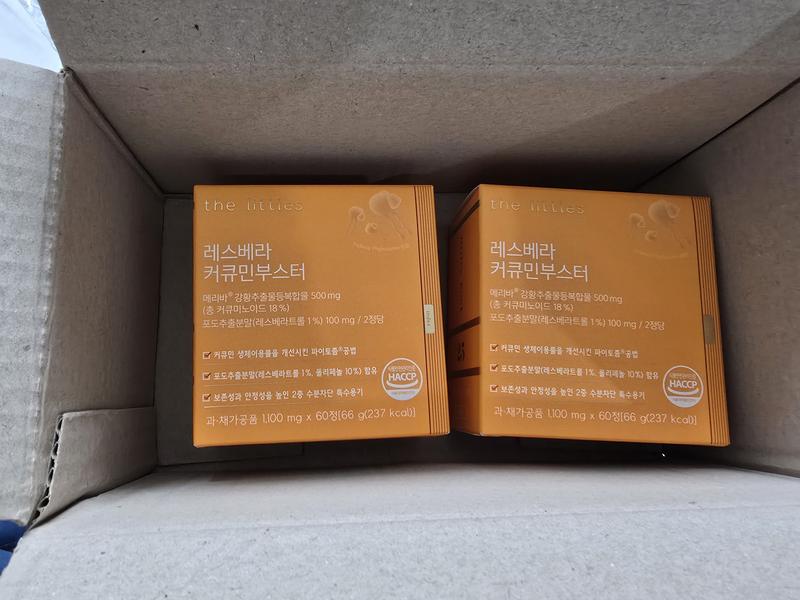 the littles
레스베라
커큐민부스터
메리바® 강황추출물등복합물 500mg
(총 커큐미노이드 18%)
포도추출분말(레스베라트롤 1%) 100 mg / 2정당
커큐민 생체이용률을 개선시킨 파이토좀®공법
포도추출분말(레스베라트롤 1%, 폴리페놀 10%) 함유
보존성과 안정성을 높인 2중 수분차단 특수용기
HACCP
과·채가공품 1,100 mg x 60정[66 g(237 kcal)]
the littles
레스베라
커큐민부스터
메리바® 강황추출물등복합물 500 mg
(총 커큐미노이드 18%)
포도추출분말(레스베라트롤 1%) 100 mg / 2정당
커큐민 생체이용률을 개선시킨 파이토좀®공법
포도추출분말(레스베라트롤 1%, 폴리페놀 10%) 함유
보존성과 안정성을 높인 2중 수분차단 특수용기
HACCP
과·채가공품 1,100 mg x 60정[66 g(237 kcal)]